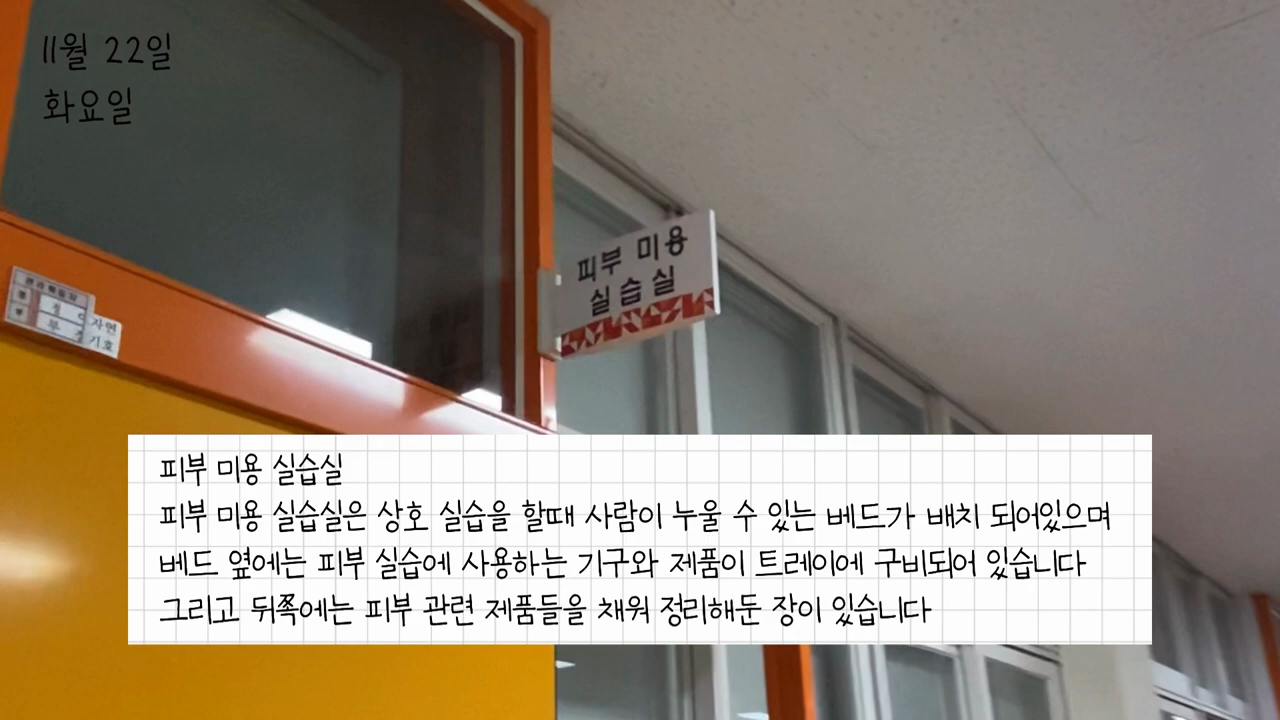 11월 22일
화요일
피부 미용
실습실
정
부
자연
기호
피부 미용 실습실
피부 미용 실습실은 상호 실습을 할때 사람이 누울 수 있는 베드가 배치 되어있으며
베드 옆에는 피부 실습에 사용하는 기구와 제품이 트레이에 구비되어 있습니다
그리고 뒤쪽에는 피부 관련 제품들을 채워 정리해둔 장이 있습니다